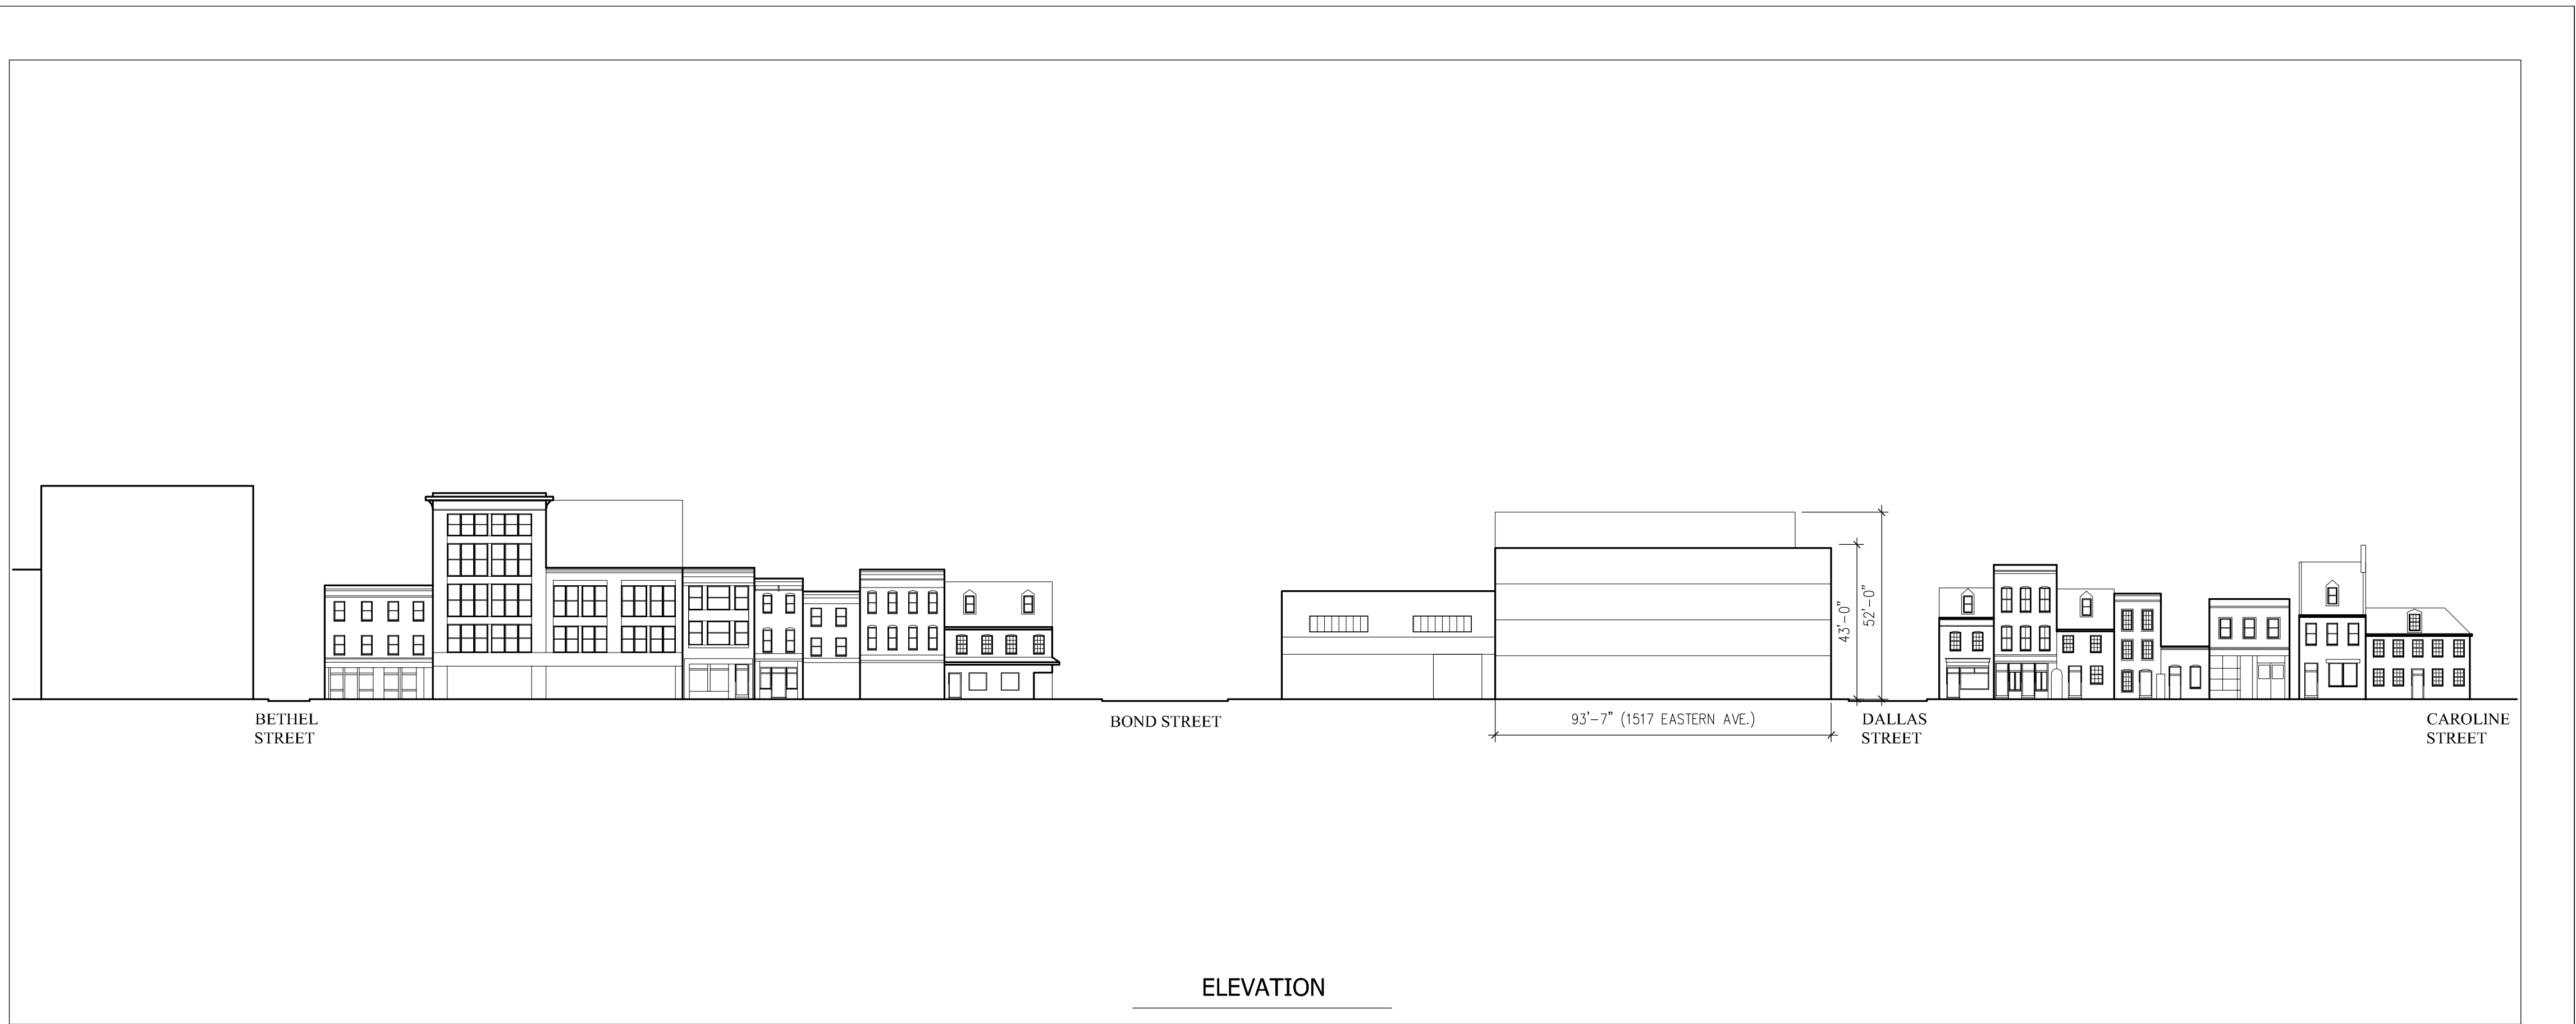 43'-0"
52'-0"
BETHEL
STREET
BOND STREET
93'-7" (1517 EASTERN AVE.)
DALLAS
STREET
CAROLINE
STREET
ELEVATION